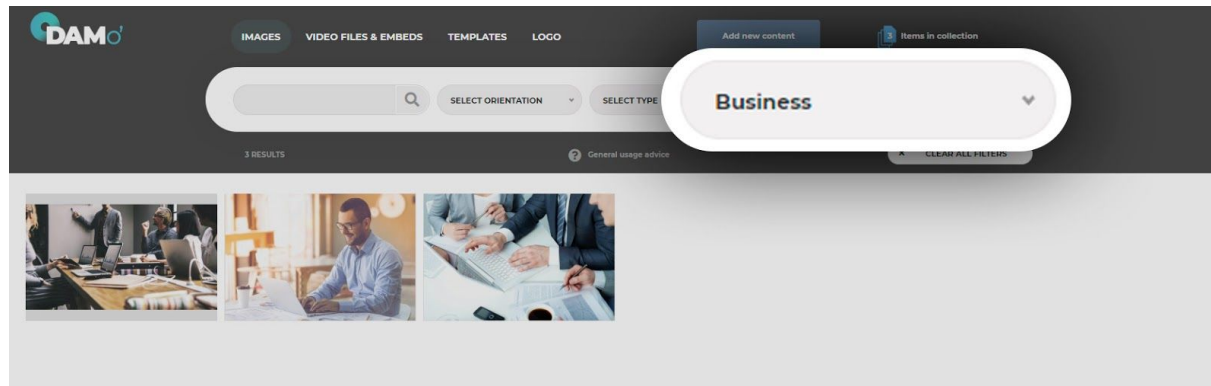 DAMo'
IMAGES
VIDEO FILES & EMBEDS
TEMPLATES
LOGO
Add new content
3
Items in collection
SELECT ORIENTATION
SELECT TYPE
Business
3 RESULTS
?
General usage advice
CLEAR ALL FILTERS